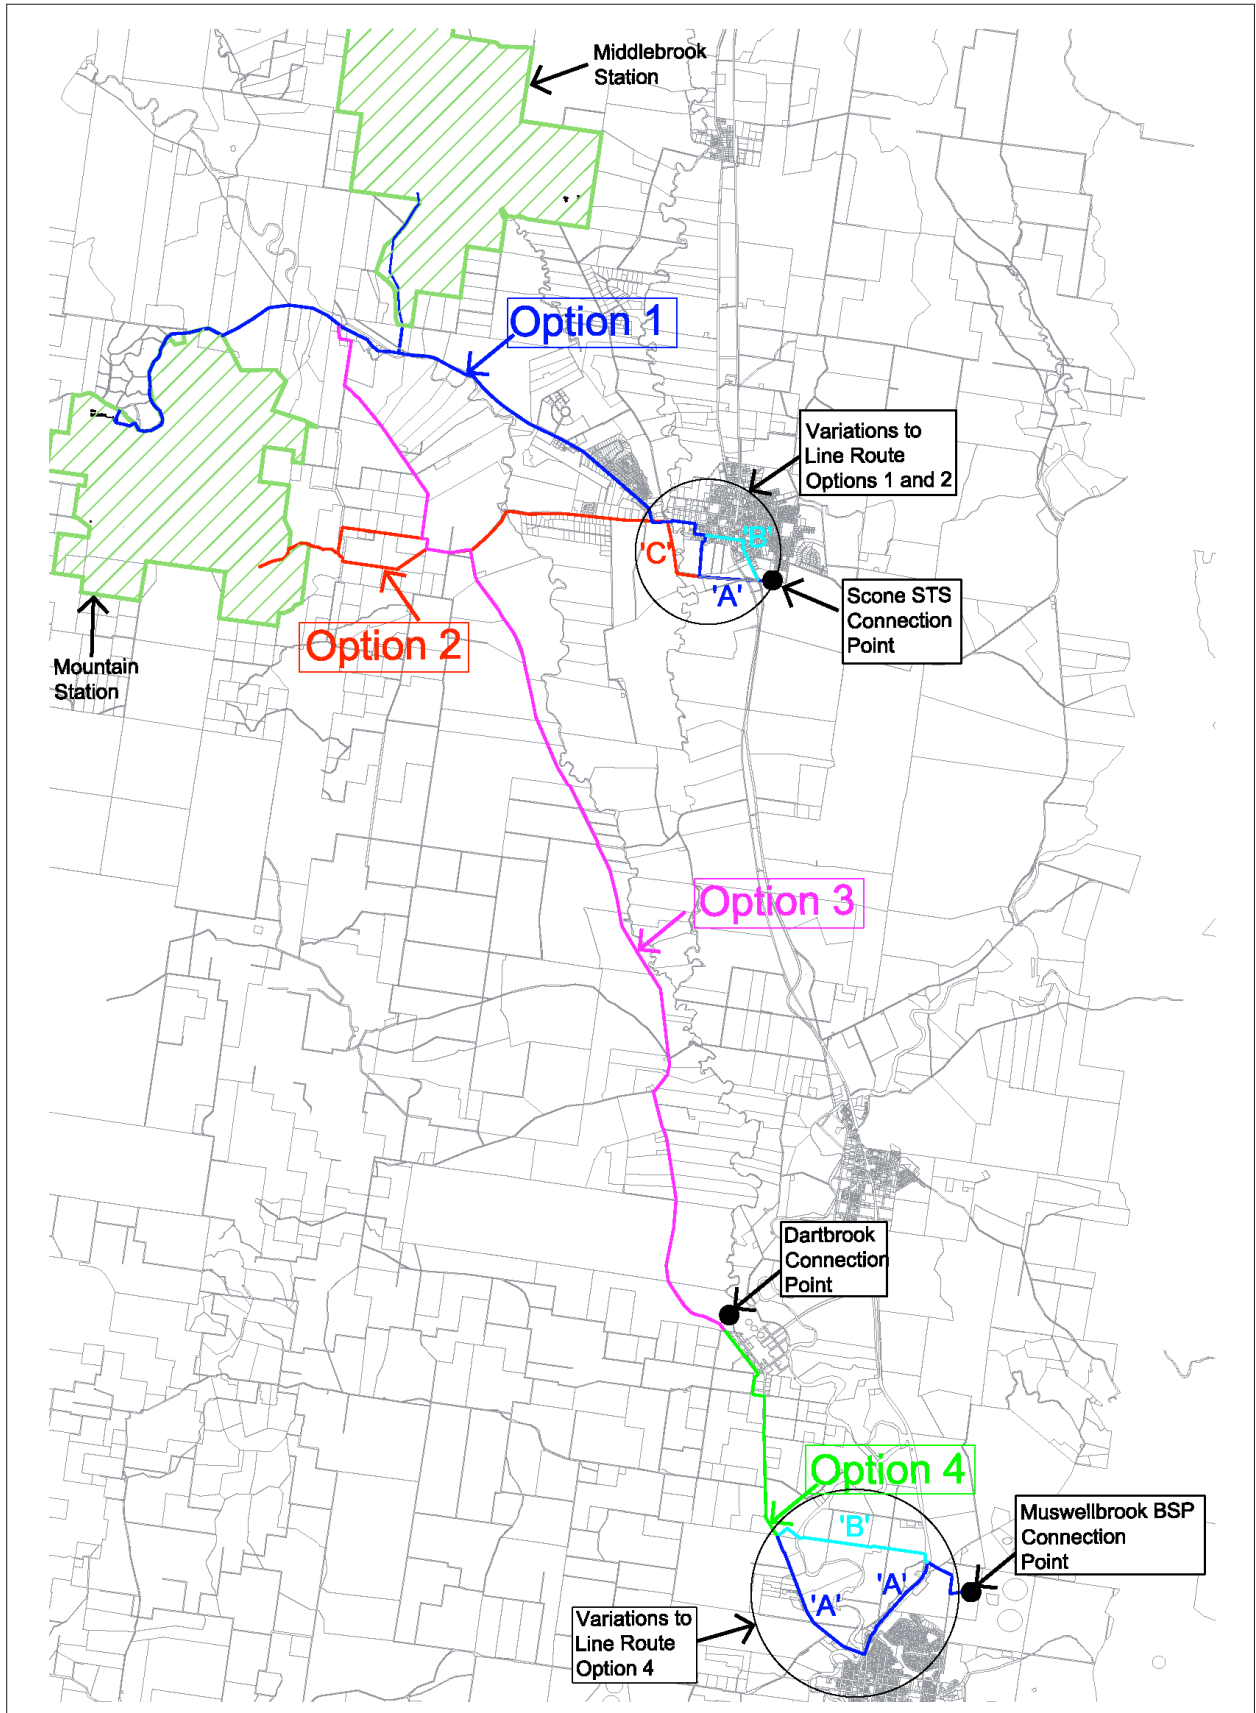 Middlebrook
Station
Option 1
Variations to
Line Route
Options 1 and 2
'B'
'C'
'A'
Scone STS
Connection
Point
Option 2
Mountain
Station
Option 3
Dartbrook
Connection
Point
Option 4
Muswellbrook BSP
Connection
Point
'B'
'A'
'A'
Variations to
Line Route
Option 4